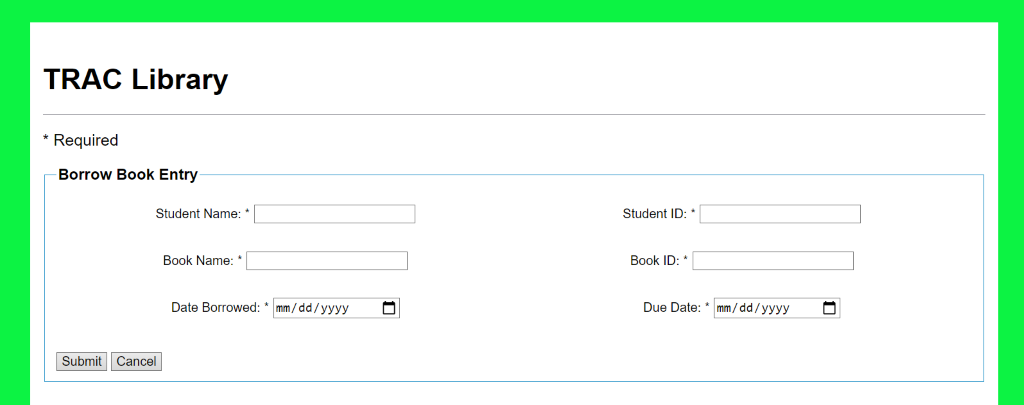 TRAC Library
* Required
Borrow Book Entry
Student Name: * Student ID: *
Book Name: * Book ID: *
Date Borrowed: * mm/dd/yyyy Due Date: * mm/dd/yyyy
Submit Cancel